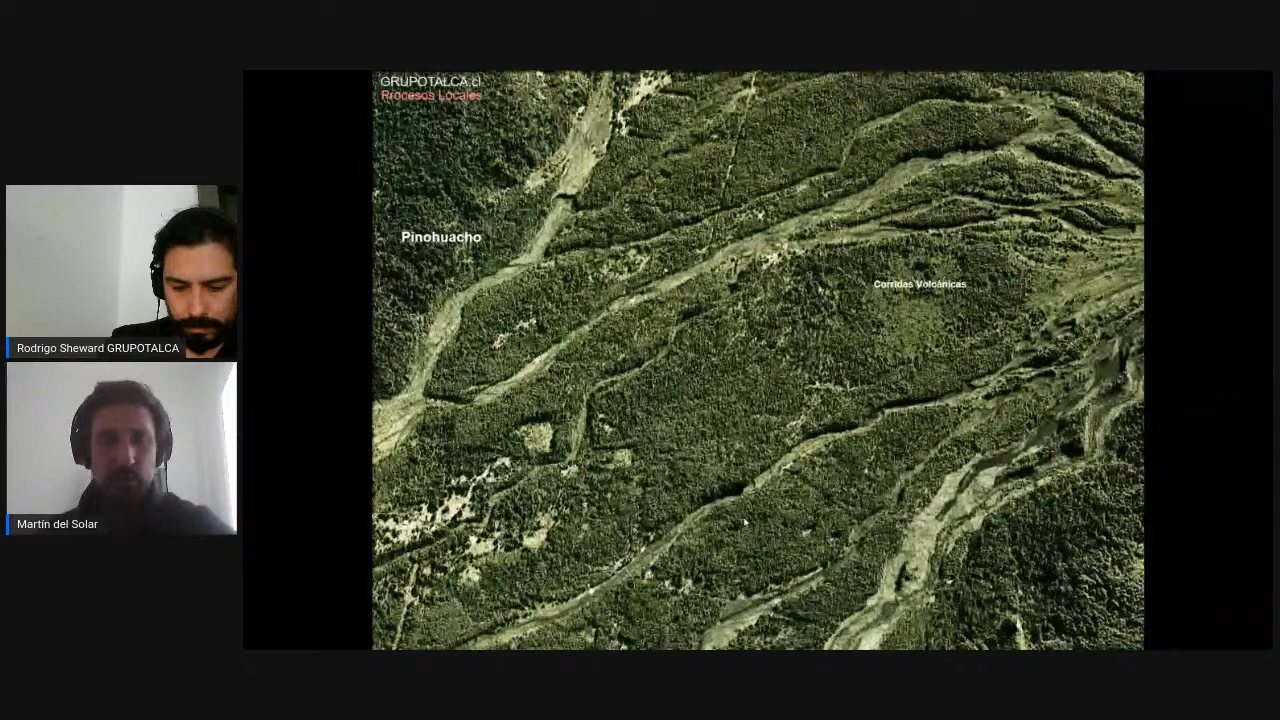 GRUPOTALCA.cl
Procesos Locales
Pinohuacho
Corridas Volcánicas
Rodrigo Sheward GRUPOTALCA
Martín del Solar